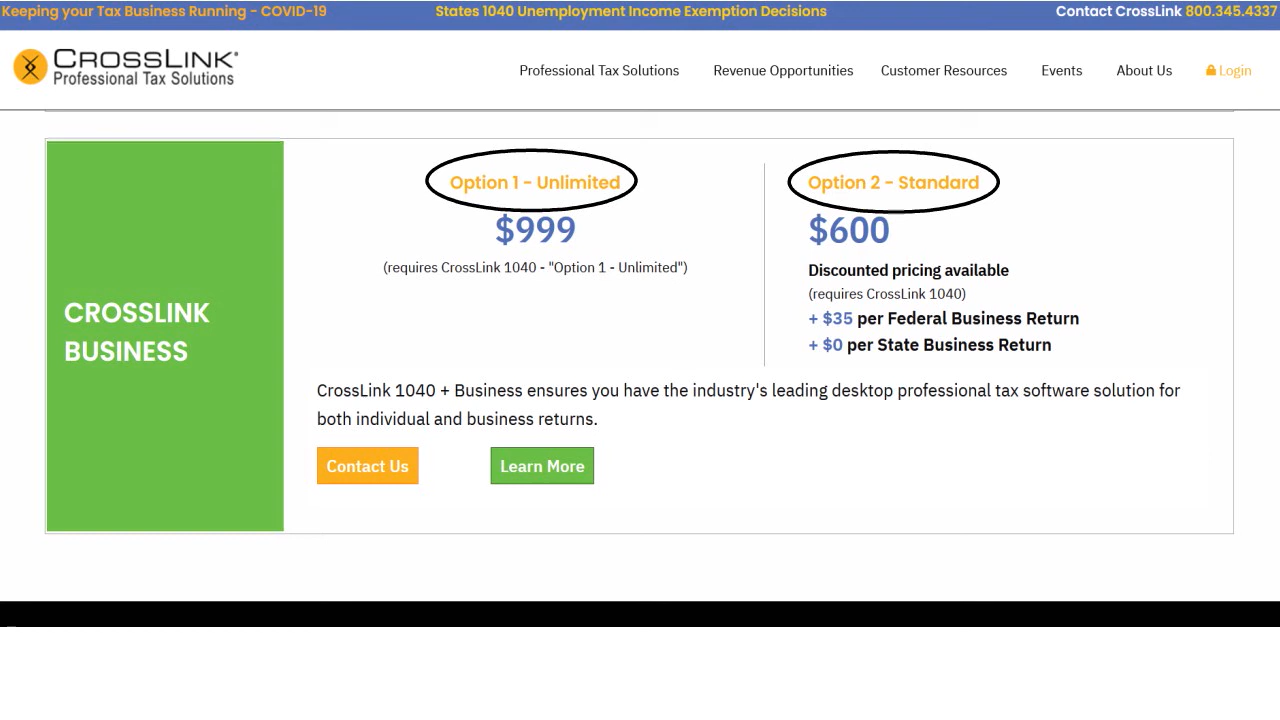 Keeping your Tax Business Running - COVID-19 States 1040 Unemployment Income Exemption Decisions Contact CrossLink 800.345.4337
CROSSLINK®
Professional Tax Solutions
Professional Tax Solutions Revenue Opportunities Customer Resources Events About Us Login
CROSSLINK
BUSINESS
Option 1 - Unlimited
$999
(requires CrossLink 1040 - "Option 1 - Unlimited")
Option 2 - Standard
$600
Discounted pricing available
(requires CrossLink 1040)
+ $35 per Federal Business Return
+ $0 per State Business Return
CrossLink 1040 + Business ensures you have the industry's leading desktop professional tax software solution for
both individual and business returns.
Contact Us Learn More